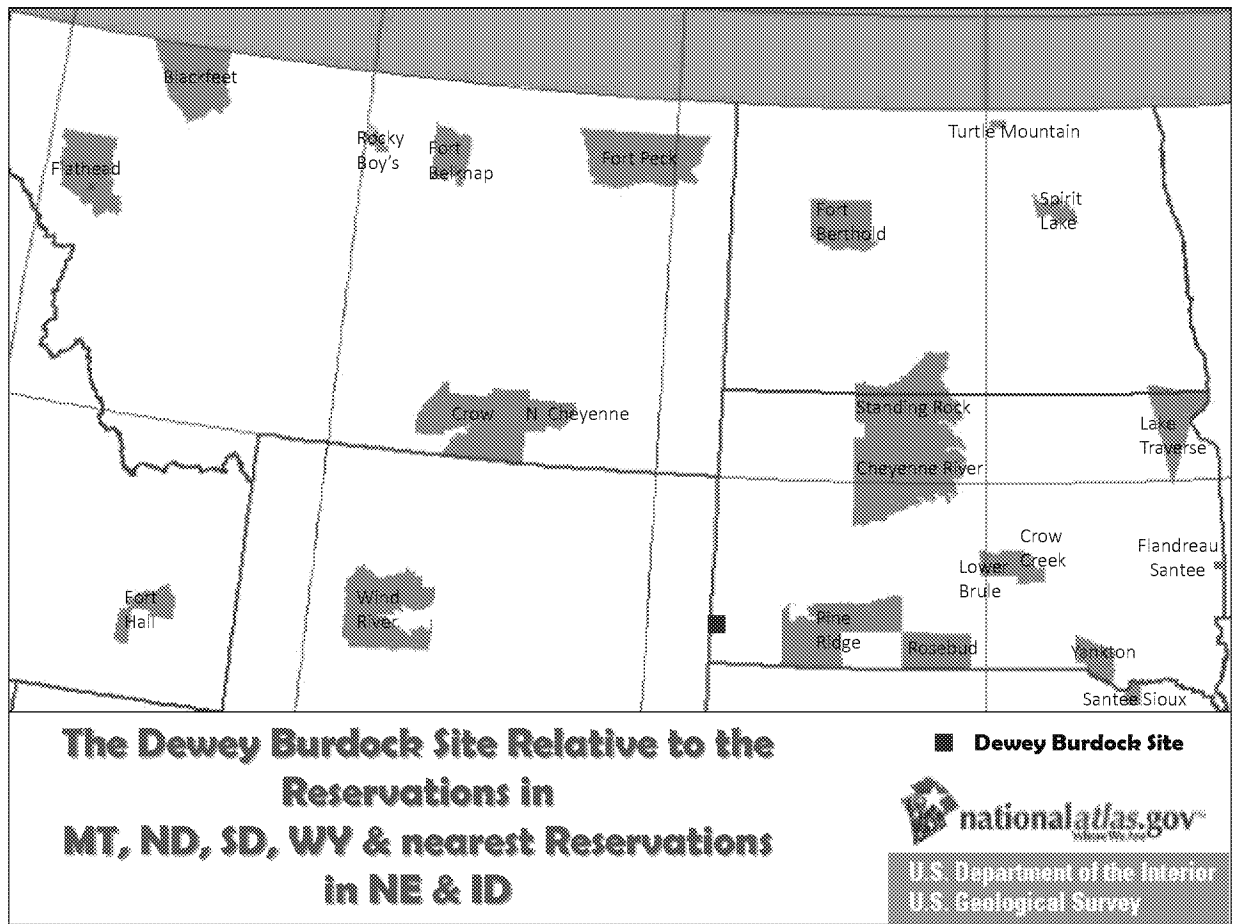 Blackfeet
Turtle Mountain
Flathead
Rocky
Boy's
Fort
Belknap
Fort Peck
Fort
Berthold
Spirit
Lake
Crow
N Cheyenne
Standing Rock
Lake
Traverse
Cheyenne River
Crow
Creek
Lower
Brule
Flandreau
Santee
Fort
Hall
Wind
River
Pine
Ridge
Rosebud
Yankton
Santee Sioux
The Dewey Burdock Site Relative to the
Reservations in
MT, ND, SD, WY & nearest Reservations
in NE & ID
Dewey Burdock Site
nationalatlas.gov™
U.S. Department of the Interior
U.S. Geological Survey